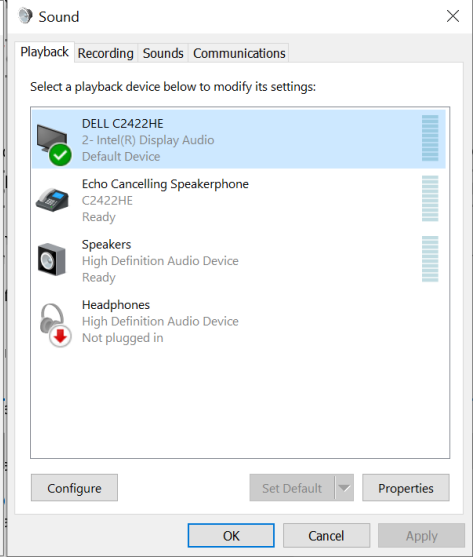 Sound
Playback Recording Sounds Communications
Select a playback device below to modify its settings:
DELL C2422HE
2- Intel(R) Display Audio
Default Device
Echo Cancelling Speakerphone
C2422HE
Ready
Speakers
High Definition Audio Device
Ready
Headphones
High Definition Audio Device
Not plugged in
Configure Set Default Properties
OK Cancel Apply